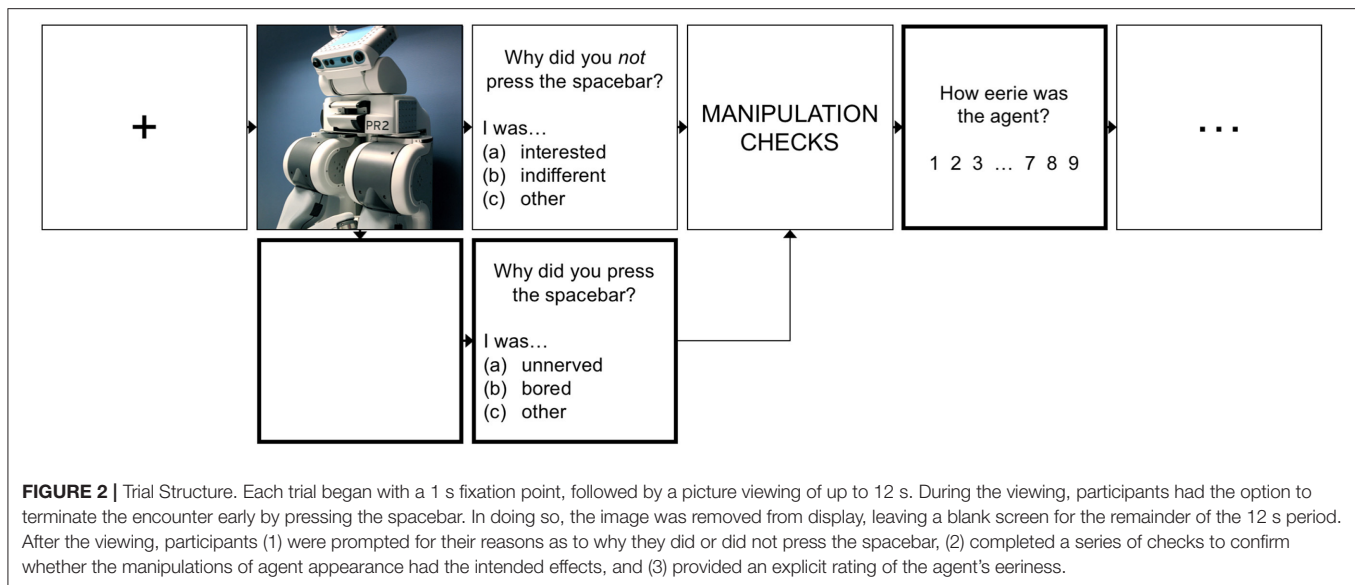 +
PR2
Why did you not
press the spacebar?
I was…
(a) interested
(b) indifferent
(c) other
MANIPULATION
CHECKS
How eerie was
the agent?
1 2 3 … 7 8 9
...
Why did you press
the spacebar?
I was…
(a) unnerved
(b) bored
(c) other
FIGURE 2 | Trial Structure. Each trial began with a 1 s fixation point, followed by a picture viewing of up to 12 s. During the viewing, participants had the option to
terminate the encounter early by pressing the spacebar. In doing so, the image was removed from display, leaving a blank screen for the remainder of the 12 s period.
After the viewing, participants (1) were prompted for their reasons as to why they did or did not press the spacebar, (2) completed a series of checks to confirm
whether the manipulations of agent appearance had the intended effects, and (3) provided an explicit rating of the agent's eeriness.